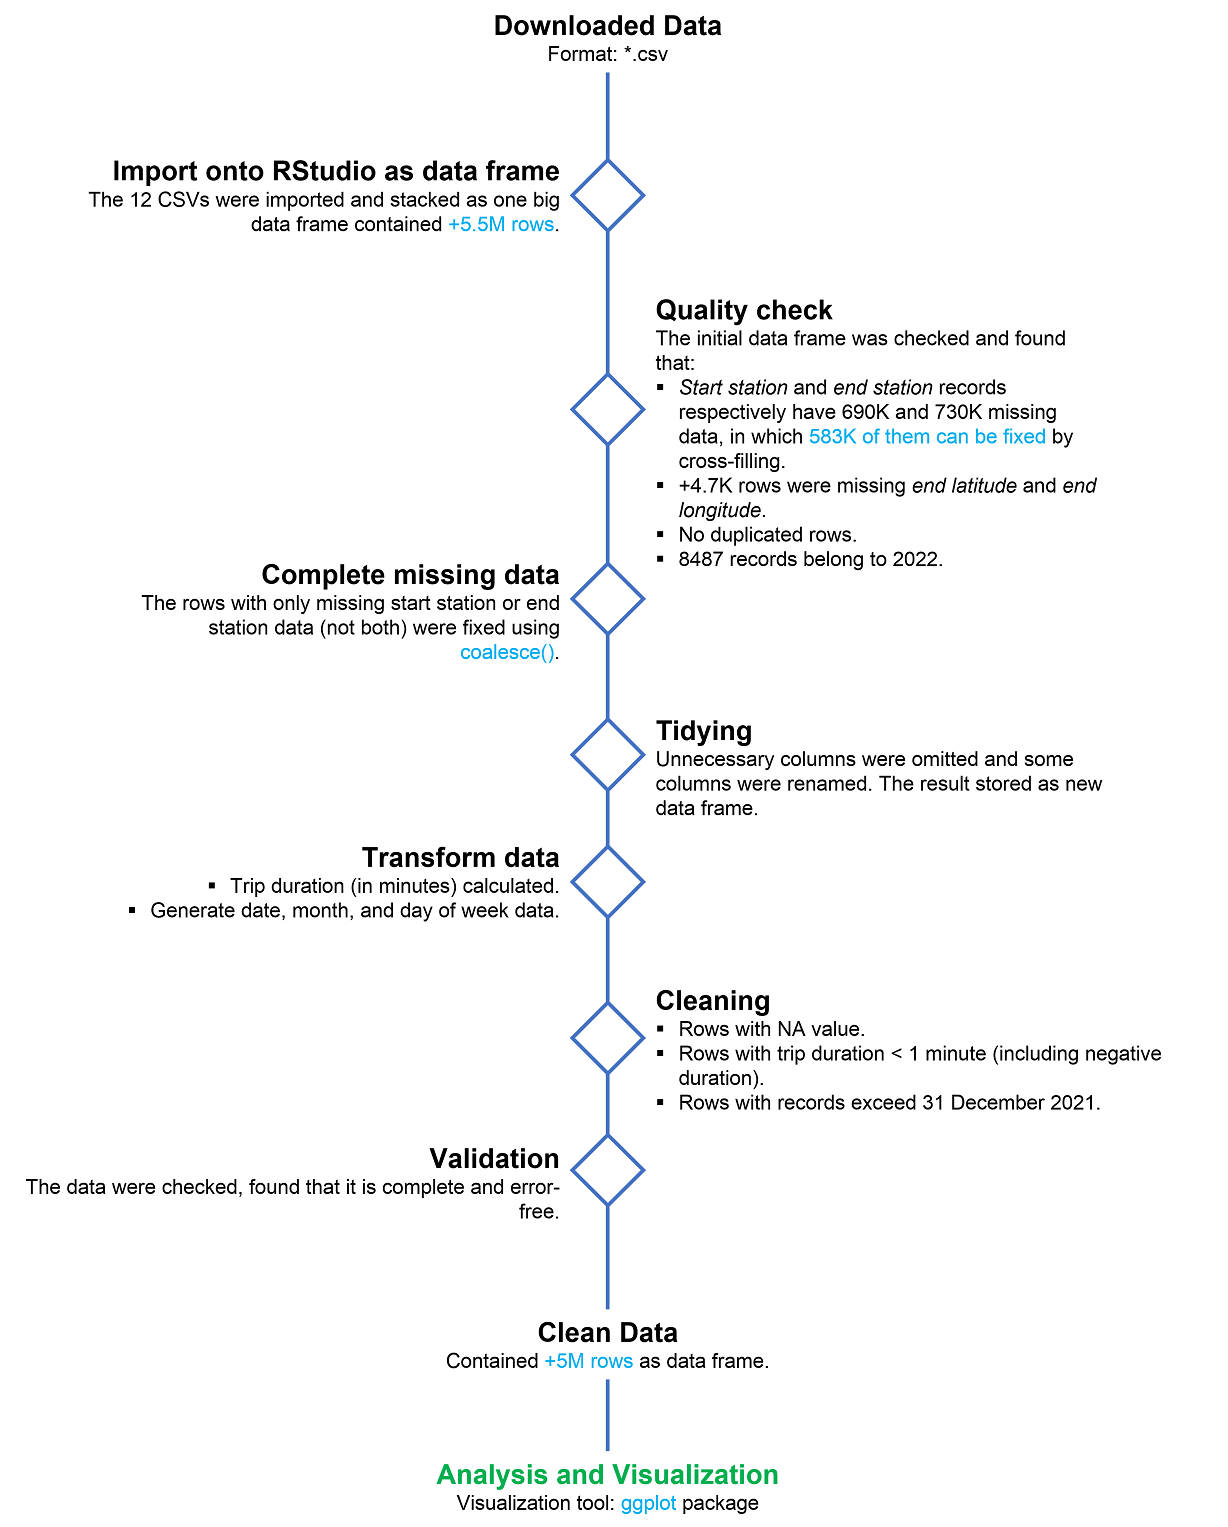 Downloaded Data
Format: *.csv
Import onto RStudio as data frame
The 12 CSVs were imported and stacked as one big
data frame contained +5.5M rows.
Quality check
The initial data frame was checked and found
that:
▪ Start station and end station records
respectively have 690K and 730K missing
data, in which 583K of them can be fixed by
cross-filling.
▪ +4.7K rows were missing end latitude and end
longitude.
▪ No duplicated rows.
▪ 8487 records belong to 2022.
Complete missing data
The rows with only missing start station or end
station data (not both) were fixed using
coalesce().
Tidying
Unnecessary columns were omitted and some
columns were renamed. The result stored as new
data frame.
Transform data
▪ Trip duration (in minutes) calculated.
▪ Generate date, month, and day of week data.
Cleaning
▪ Rows with NA value.
▪ Rows with trip duration < 1 minute (including negative
duration).
▪ Rows with records exceed 31 December 2021.
Validation
The data were checked, found that it is complete and error-
free.
Clean Data
Contained +5M rows as data frame.
Analysis and Visualization
Visualization tool: ggplot package